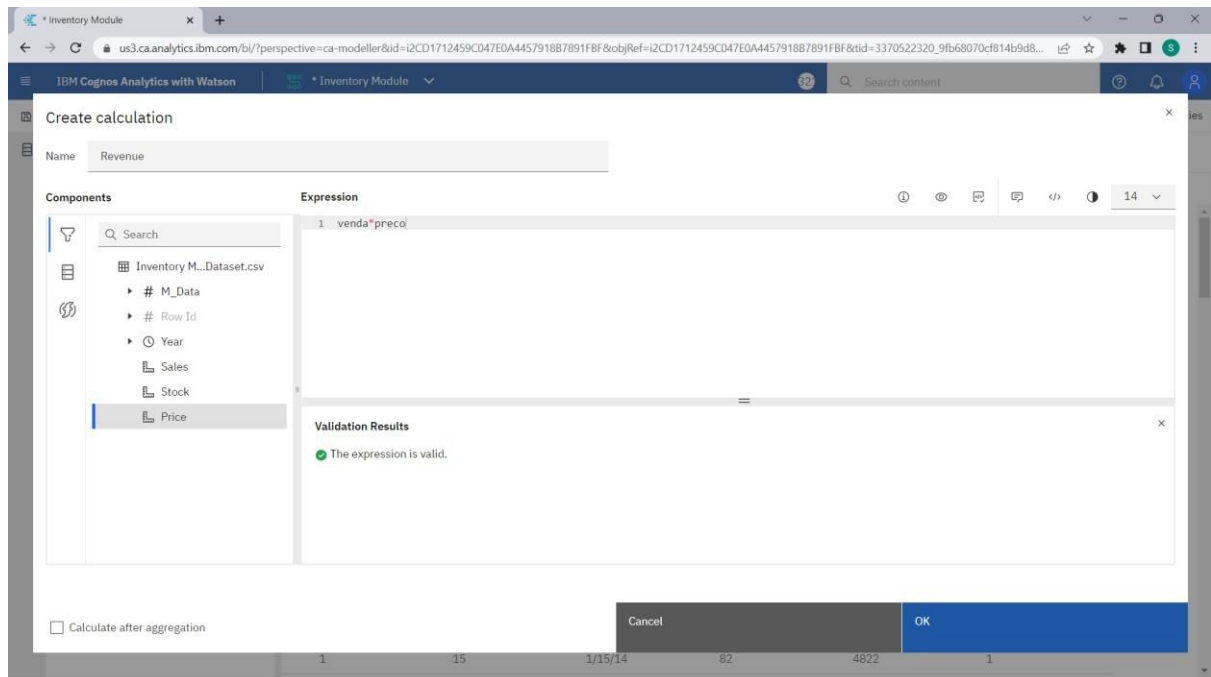 * Inventory Module
us3.ca.analytics.ibm.com/bi/?perspective=ca-modeller&id=i2CD1712459C047E0A4457918B7891FBF&objRef=i2CD1712459C047E0A4457918B7891FBF&tid=3370522320_9fb68070cf814b9d8...
S
IBM Cognos Analytics with Watson * Inventory Module 32 Search content
Create calculation
ies
Name Revenue
Components Expression 14
1 venda*preco
Search
Inventory M...Dataset.csv
# M_Data
# Row Id
Year
Sales
Stock
Price
Validation Results
The expression is valid.
Calculate after aggregation
Cancel OK
1 15 1/15/14 82 4822 1